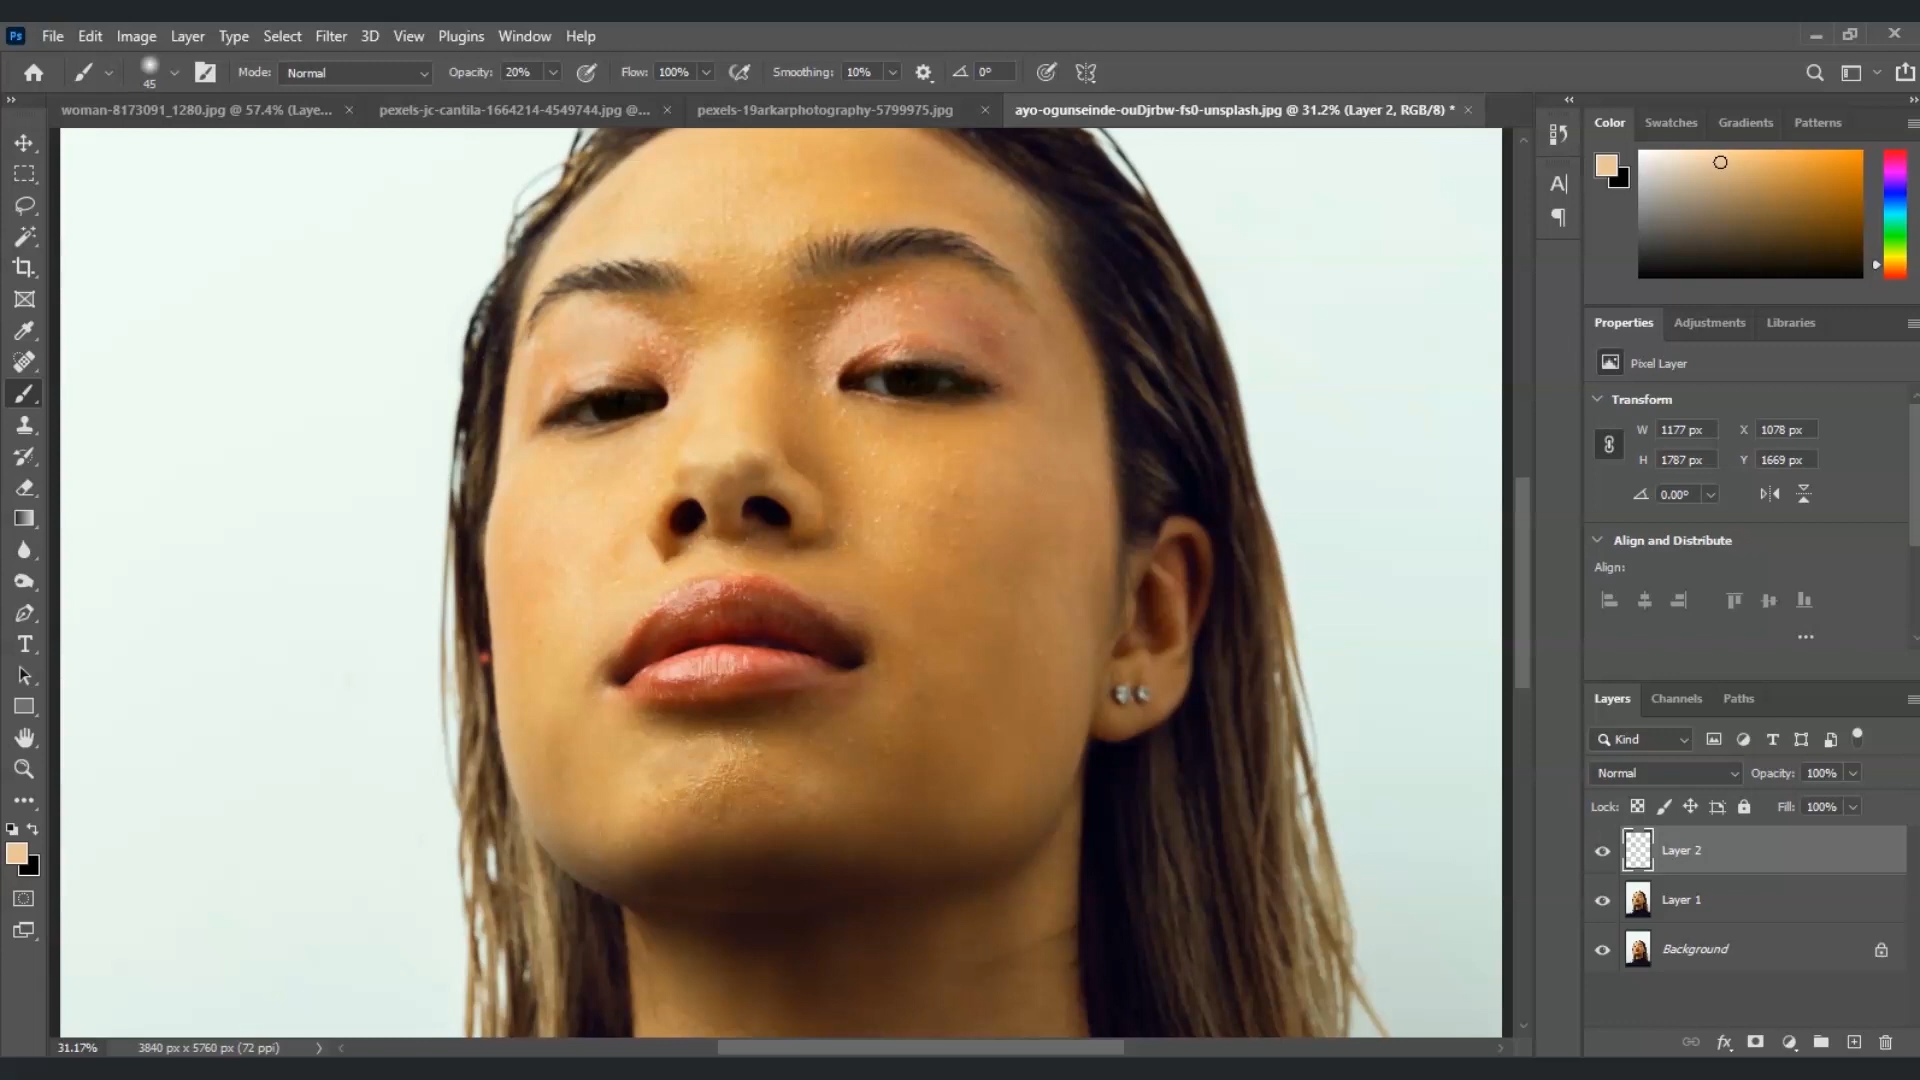 Ps File Edit Image Layer Type Select Filter 3D View Plugins Window Help
45 Mode: Normal Opacity: 20% Flow: 100% Smoothing: 10% 0°
woman-8173091_1280.jpg @ 57.4% (Laye... pexels-jc-cantila-1664214-4549744.jpg @... pexels-19arkarphotography-5799975.jpg ayo-ogunseinde-ouDjrbw-fs0-unsplash.jpg @ 31.2% (Layer 2, RGB/8) *
Color Swatches Gradients Patterns
Properties Adjustments Libraries
Pixel Layer
Transform
W 1177 px X 1078 px
H 1787 px Y 1669 px
0.00°
Align and Distribute
Align:
Layers Channels Paths
Kind
Normal Opacity: 100%
Lock: Fill: 100%
Layer 2
Layer 1
Background
31.17% 3840 px x 5760 px (72 ppi)